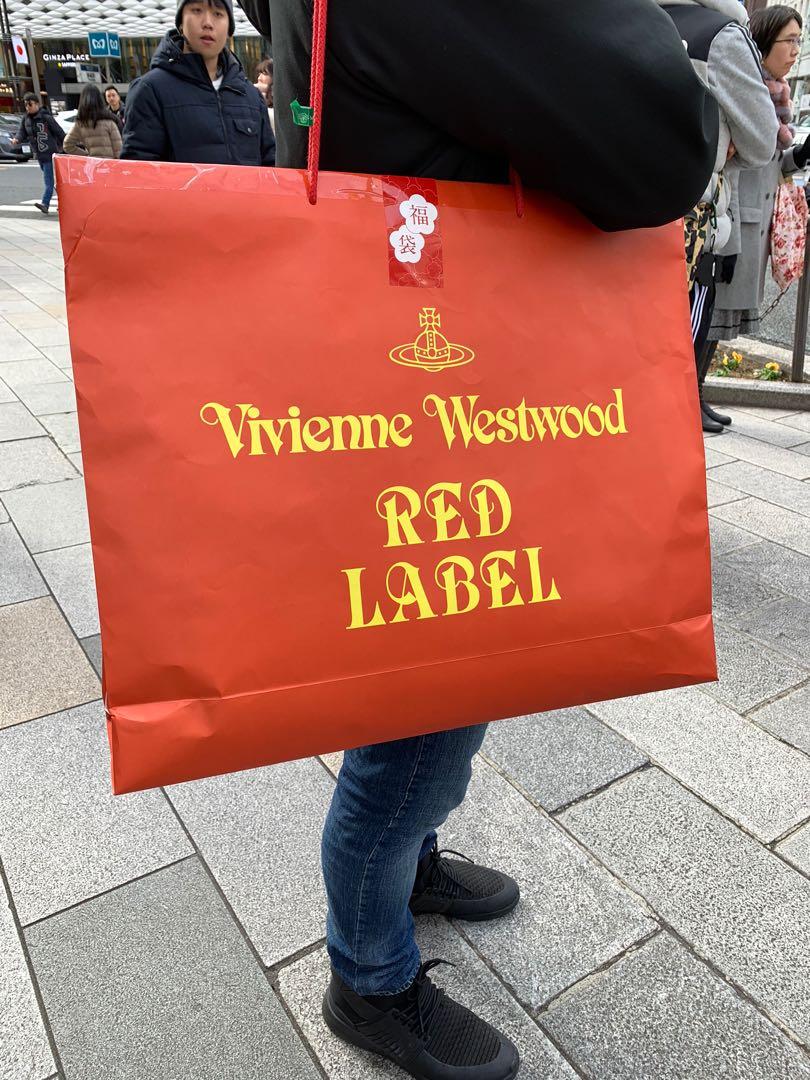 GINZA PLACE
福
袋
Vivienne Westwood
RED
LABEL